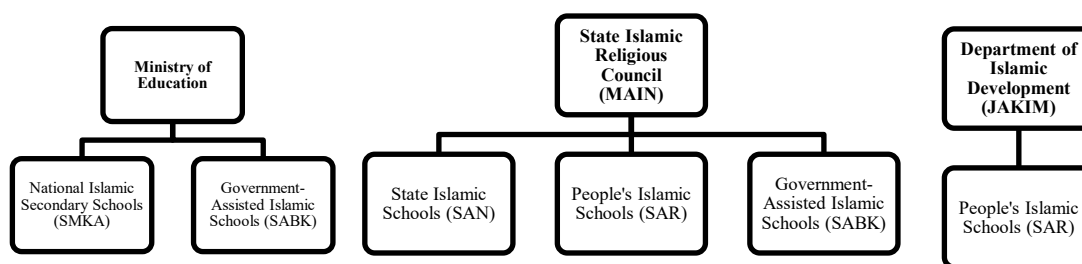 Ministry of
Education
National Islamic
Secondary Schools
(SMKA)
Government-
Assisted Islamic
Schools (SABK)
State Islamic
Religious
Council
(MAIN)
State Islamic
Schools (SAN)
People's Islamic
Schools (SAR)
Government-
Assisted Islamic
Schools (SABK)
Department of
Islamic
Development
(JAKIM)
People's Islamic
Schools (SAR)